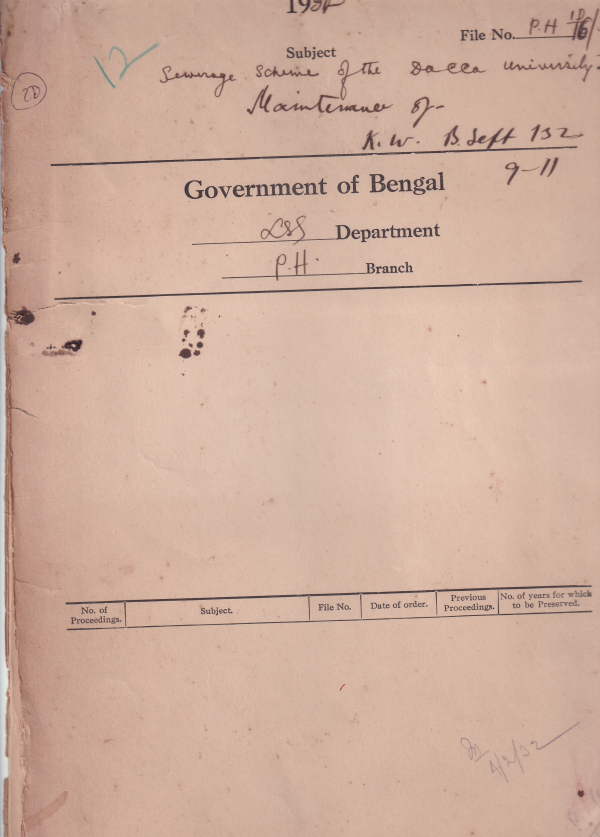 File No. P.H 1D/16/
12
Subject
20
Sewerage Scheme of the Dacca University.
Maintenance of-
K.W. B. Sept 132
9-11
Government of Bengal
LSG Department
P.H. Branch
No. of Proceedings. Subject. File No. Date of order. Previous Proceedings. No. of years for which to be Preserved.
4/2/32